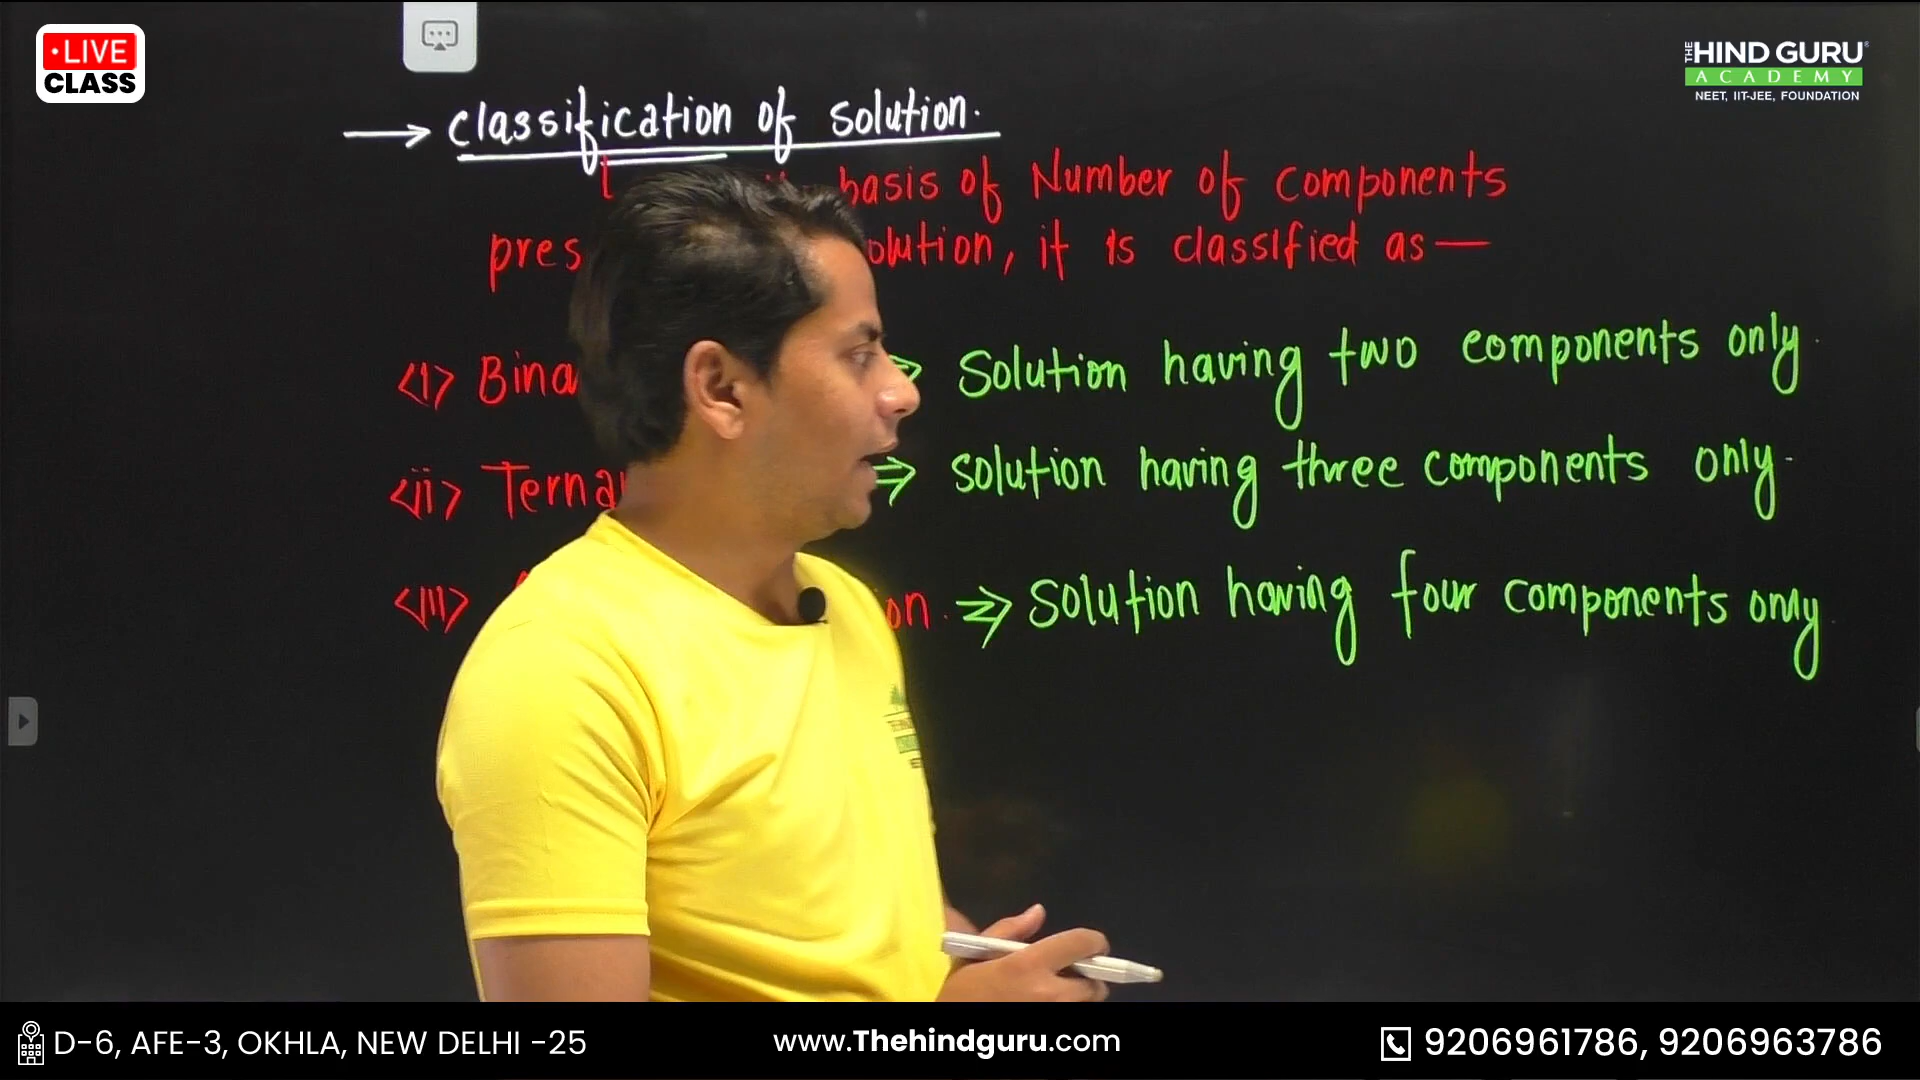 • LIVE
CLASS
THE HIND GURU
ACADEMY
NEET, IIT-JEE, FOUNDATION
classification of solution.
basis of Number of components
pres olution, it is classified as —
<i> Bina ⇒ Solution having two components only.
<ii> Terna ⇒ solution having three components only.
<iii> on. ⇒ Solution having four components only.
D-6, AFE-3, OKHLA, NEW DELHI -25
www.Thehindguru.com
9206961786, 9206963786